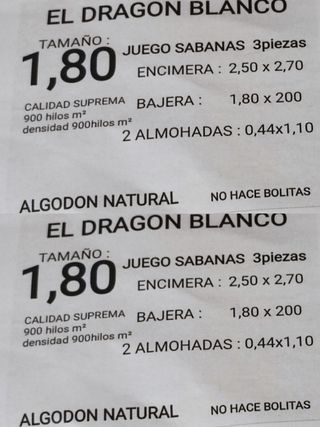 EL DRAGON BLANCO
TAMAÑO :
1,80
JUEGO SABANAS 3piezas
ENCIMERA : 2,50 x 2,70
CALIDAD SUPREMA
900 hilos m²
densidad 900hilos m²
BAJERA : 1,80 x 200
2 ALMOHADAS : 0,44x1,10
ALGODON NATURAL
NO HACE BOLITAS
EL DRAGON BLANCO
TAMAÑO :
1,80
JUEGO SABANAS 3piezas
ENCIMERA : 2,50 x 2,70
CALIDAD SUPREMA
900 hilos m²
densidad 900hilos m²
BAJERA : 1,80 x 200
2 ALMOHADAS : 0,44x1,10
ALGODON NATURAL
NO HACE BOLITAS